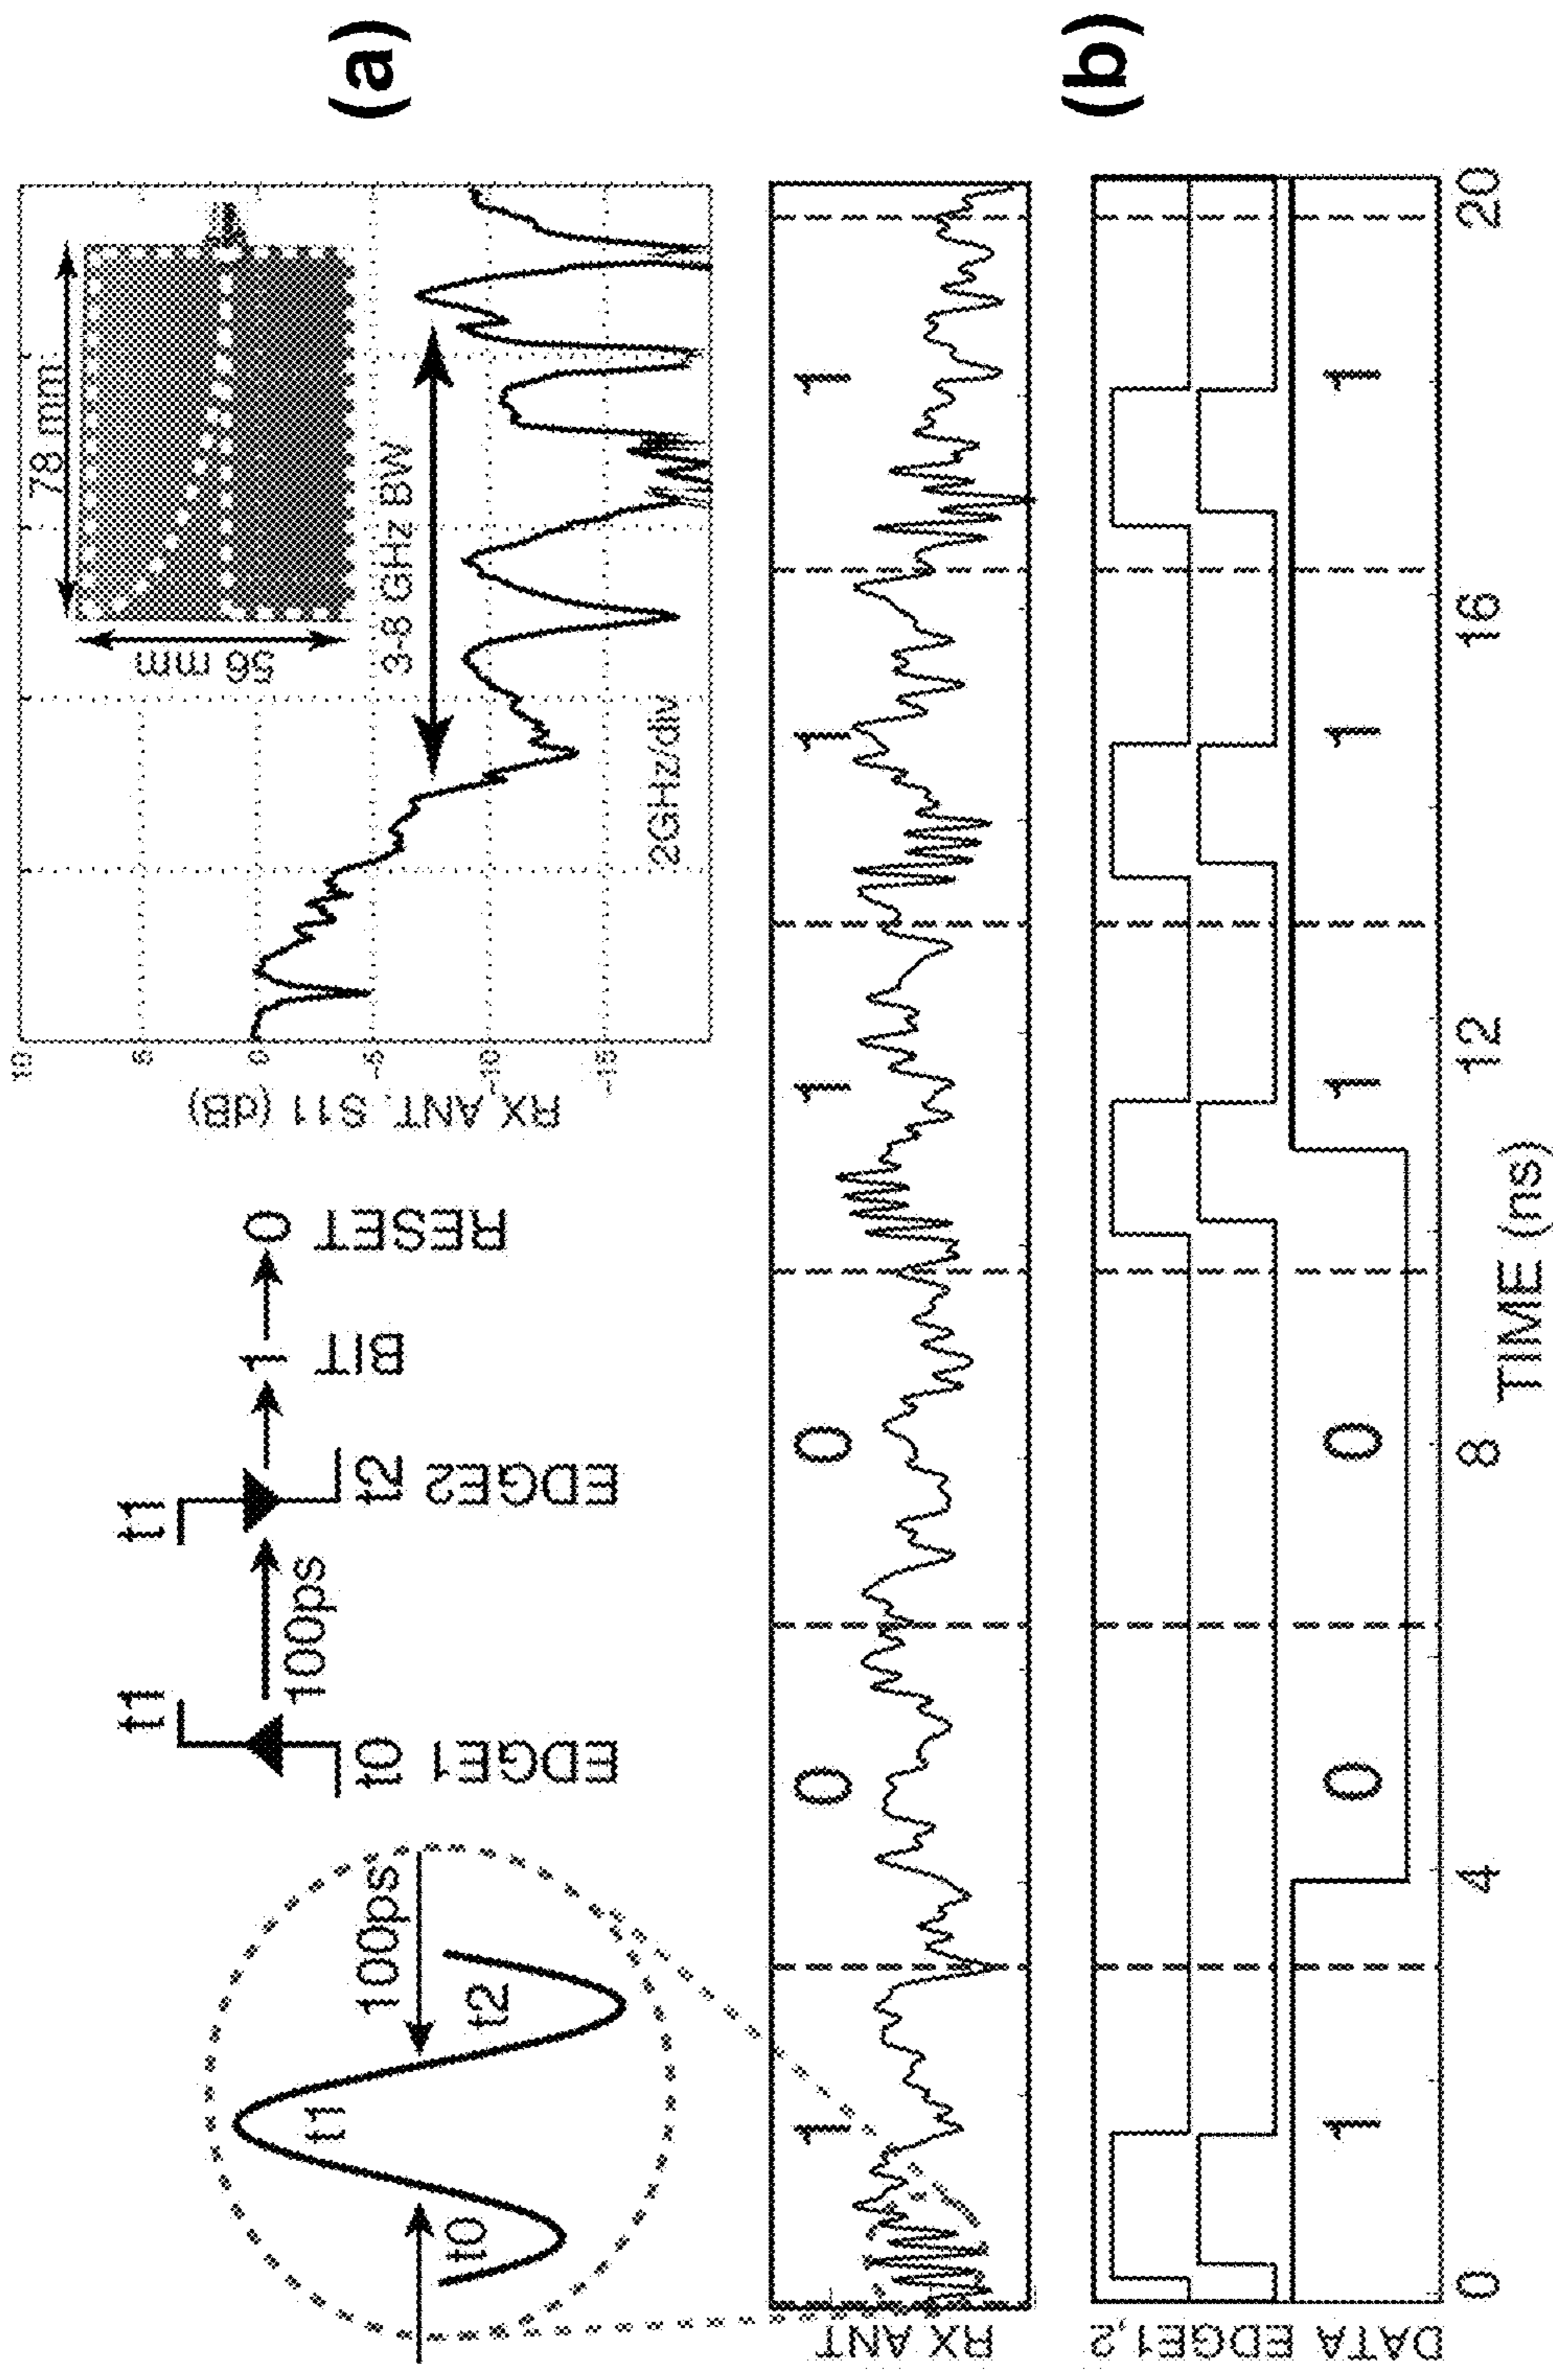 t1
t1
t0
t2
100ps
t0
t1
t2
100ps
EDGE1
EDGE2
1
0
BIT
RESET
RX ANT. S11 (dB)
10
5
0
-5
-10
-15
78 mm
56 mm
3-8 GHz BW
2GHz/div
(a)
RX ANT
1
0
0
1
1
1
EDGE1,2
DATA
1
0
0
1
1
1
0
4
8
12
16
20
TIME (ns)
(b)